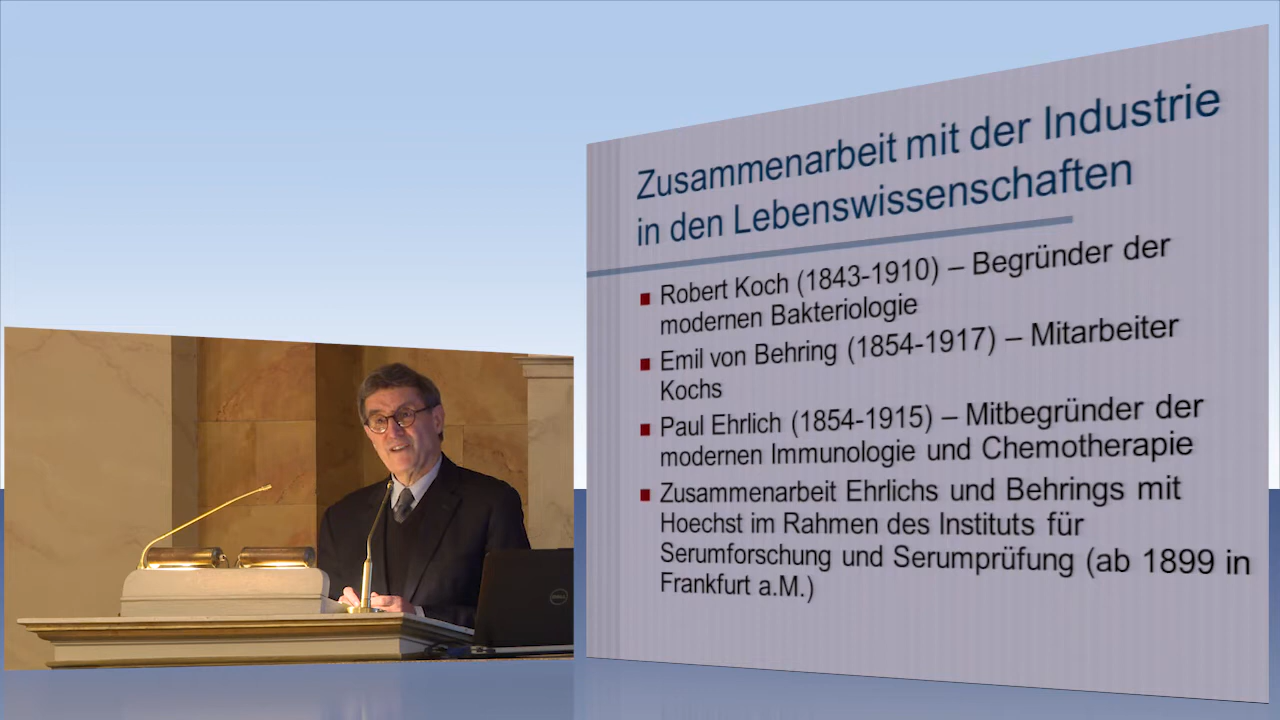 Zusammenarbeit mit der Industrie
in den Lebenswissenschaften
Robert Koch (1843-1910) – Begründer der
modernen Bakteriologie
Emil von Behring (1854-1917) – Mitarbeiter
Kochs
Paul Ehrlich (1854-1915) – Mitbegründer der
modernen Immunologie und Chemotherapie
Zusammenarbeit Ehrlichs und Behrings mit
Hoechst im Rahmen des Instituts für
Serumforschung und Serumprüfung (ab 1899 in
Frankfurt a.M.)
DELL